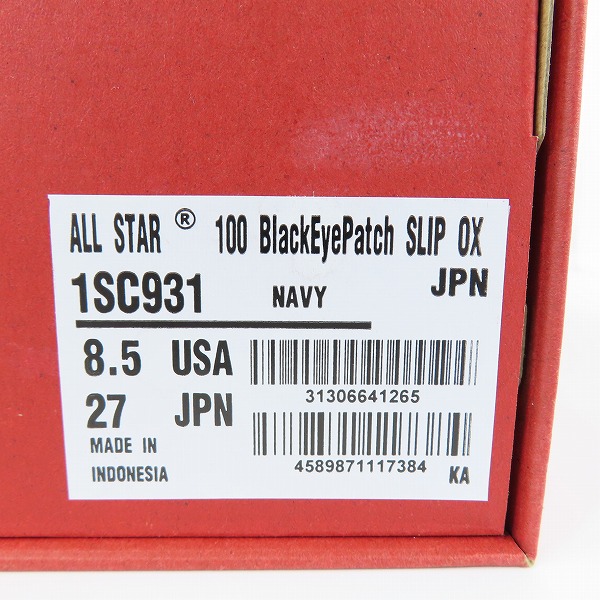 ALL STAR ® 100 BlackEyePatch SLIP OX
1SC931 NAVY JPN
8.5 USA
31306641265
27 JPN
MADE IN
INDONESIA
4589871117384 KA